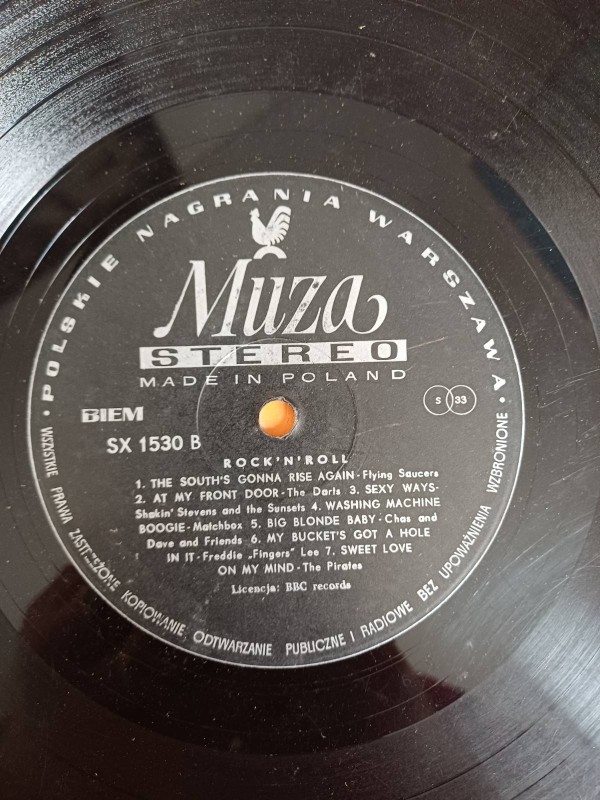 • POLSKIE NAGRANIA WARSZAWA •
Muza
STEREO
MADE IN POLAND
BIEM
S 33
SX 1530 B
ROCK'N'ROLL
1. THE SOUTH'S GONNA RISE AGAIN-Flying Saucers
2. AT MY FRONT DOOR-The Darts 3. SEXY WAYS-
Shakin' Stevens and the Sunsets 4. WASHING MACHINE
BOOGIE-Matchbox 5. BIG BLONDE BABY-Chas and
Dave and Friends 6. MY BUCKET'S GOT A HOLE
IN IT-Freddie „Fingers" Lee 7. SWEET LOVE
ON MY MIND-The Pirates
Licencja: BBC records
WSZYSTKIE PRAWA ZASTRZEŻONE KOPIOWANIE, ODTWARZANIE PUBLICZNE I RADIOWE BEZ UPOWAŻNIENIA WZBRONIONE